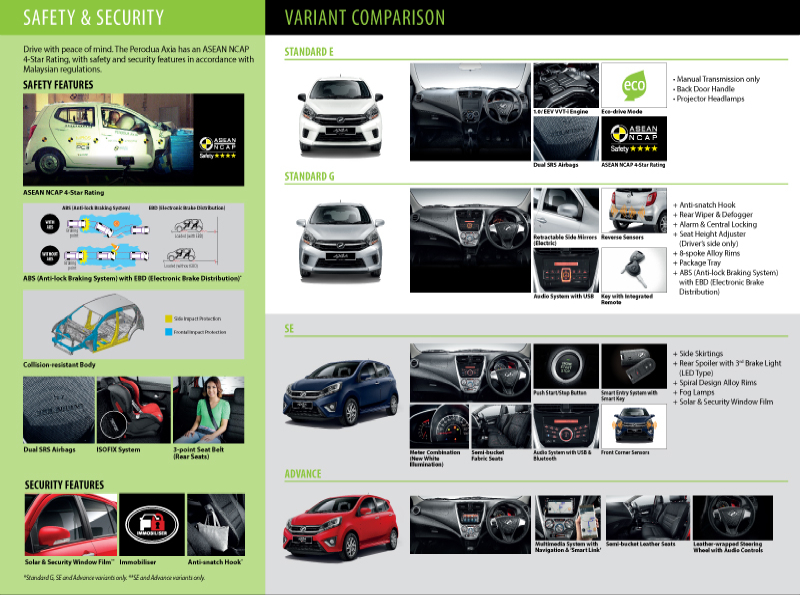 SAFETY & SECURITY
Drive with peace of mind. The Perodua Axia has an ASEAN NCAP
4-Star Rating, with safety and security features in accordance with
Malaysian regulations.
SAFETY FEATURES
ASEAN
NCAP
Safety ★★★★
ASEAN NCAP 4-Star Rating
ABS (Anti-lock Braking System)
EBD (Electronic Brake Distribution)
WITH
ABS
WITHOUT
ABS
ABS (Anti-lock Braking System) with EBD (Electronic Brake Distribution)*
Side Impact Protection
Frontal Impact Protection
Collision-resistant Body
Dual SRS Airbags
ISOFIX System
3-point Seat Belt
(Rear Seats)
SECURITY FEATURES
IMMOBILISER
Solar & Security Window Film**
Immobiliser
Anti-snatch Hook*
*Standard G, SE and Advance variants only. **SE and Advance variants only.
VARIANT COMPARISON
STANDARD E
eco
1.0ℓ EEV VVT-i Engine
Eco-drive Mode
ASEAN
NCAP
Safety ★★★★
Dual SRS Airbags
ASEAN NCAP 4-Star Rating
• Manual Transmission only
• Back Door Handle
• Projector Headlamps
STANDARD G
Retractable Side Mirrors
(Electric)
Reverse Sensors
Audio System with USB
Key with Integrated
Remote
+ Anti-snatch Hook
+ Rear Wiper & Defogger
+ Alarm & Central Locking
+ Seat Height Adjuster
(Driver's side only)
+ 8-spoke Alloy Rims
+ Package Tray
+ ABS (Anti-lock Braking System)
with EBD (Electronic Brake
Distribution)
SE
Push Start/Stop Button
Smart Entry System with
Smart Key
Meter Combination
(New White
Illumination)
Semi-bucket
Fabric Seats
Audio System with USB &
Bluetooth
Front Corner Sensors
+ Side Skirtings
+ Rear Spoiler with 3rd Brake Light
(LED Type)
+ Spiral Design Alloy Rims
+ Fog Lamps
+ Solar & Security Window Film
ADVANCE
Multimedia System with
Navigation & 'Smart Link'
Semi-bucket Leather Seats
Leather-wrapped Steering
Wheel with Audio Controls